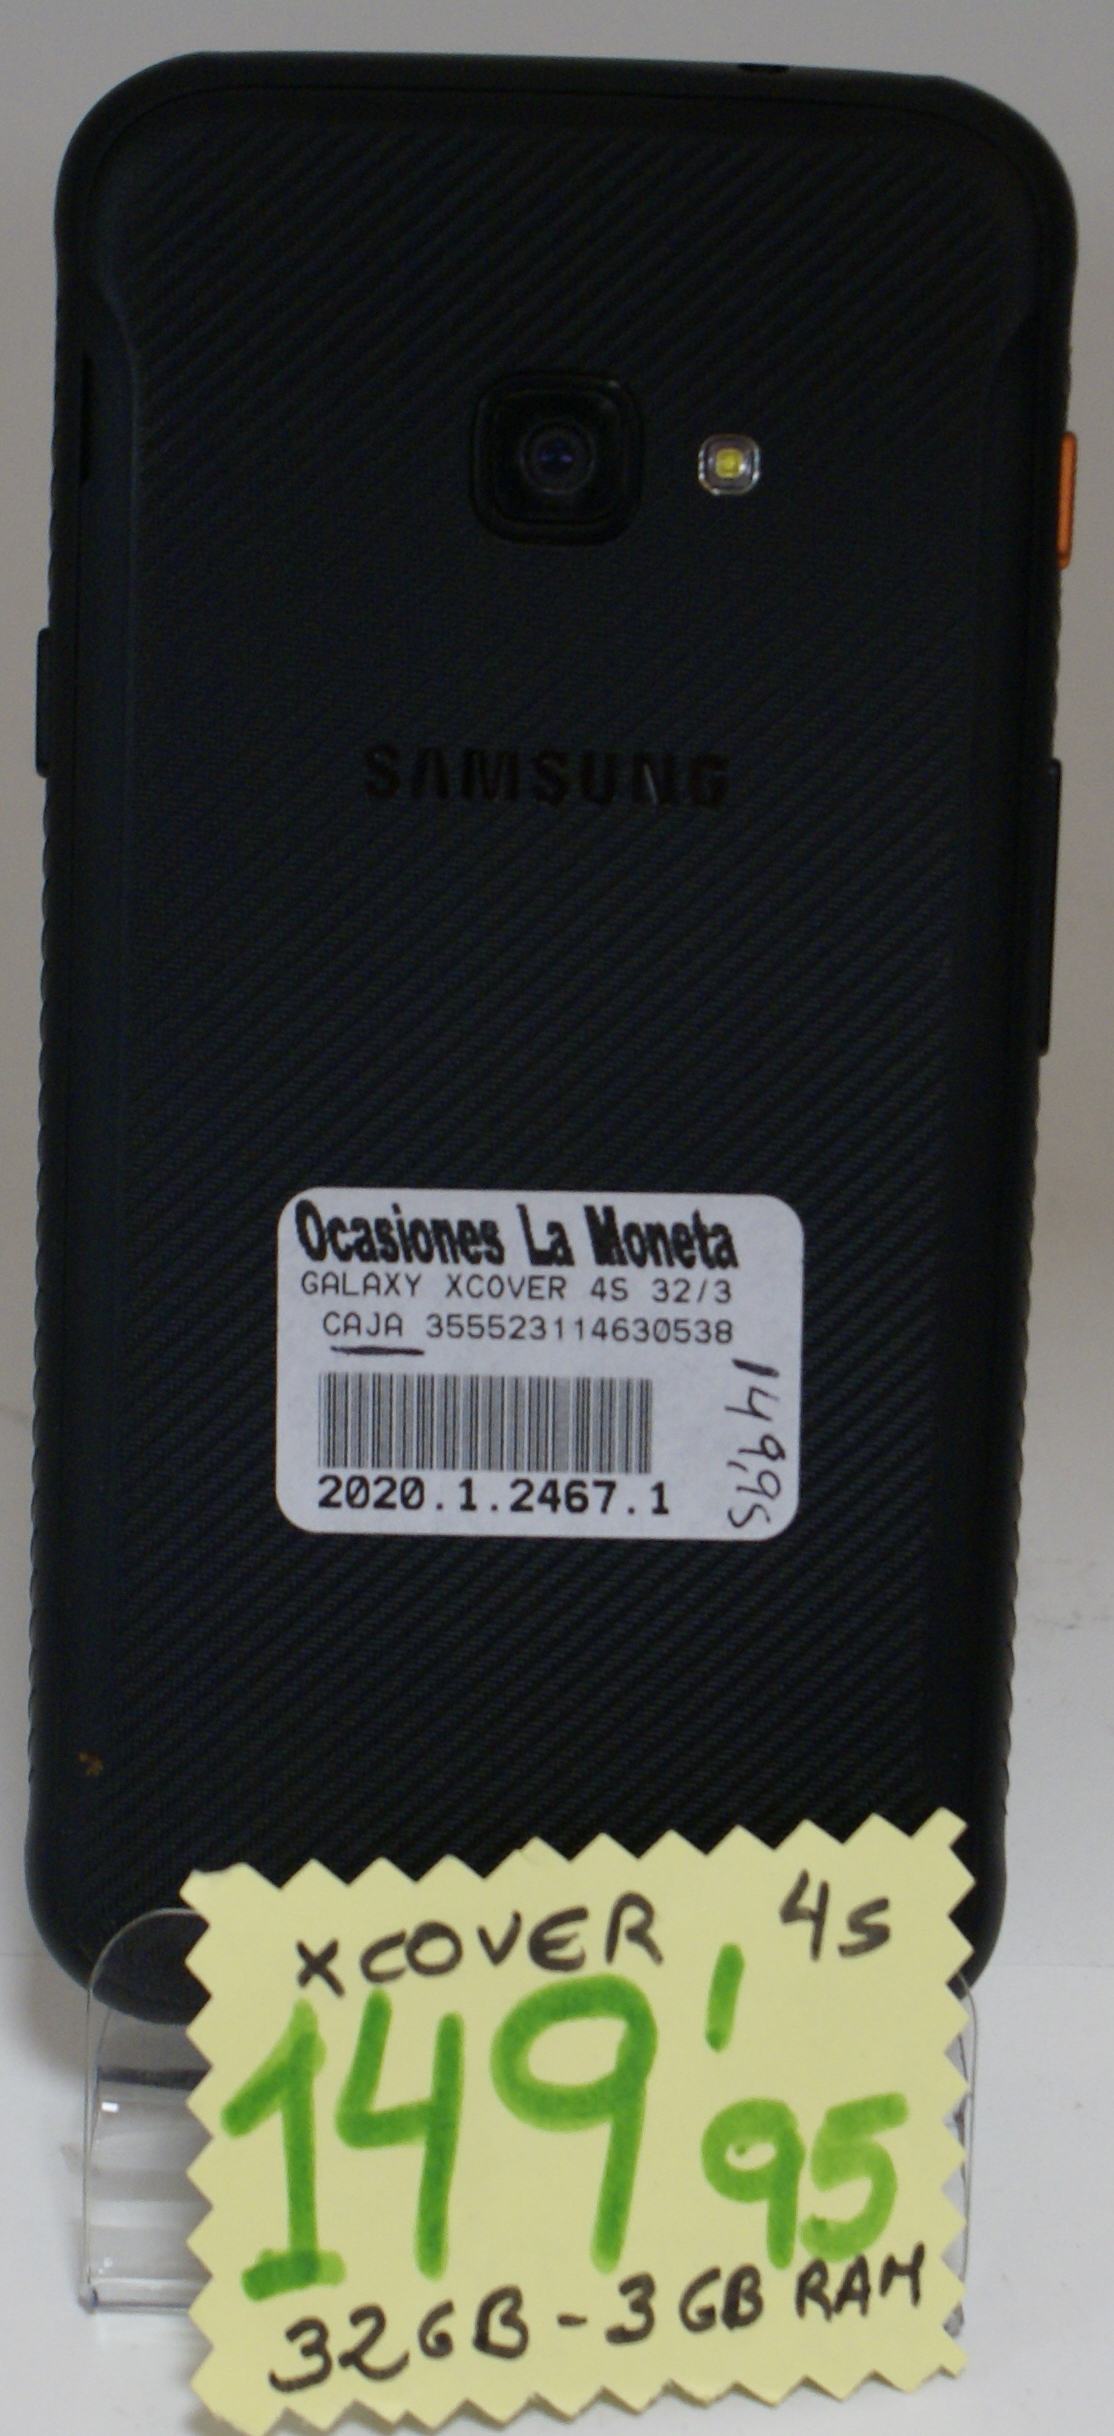 SAMSUNG
Ocasiones La Moneta
GALAXY XCOVER 4S 32/3
CAJA 355523114630538
149,95
2020.1.2467.1
XCOVER 4S
149'95
32GB-3GB RAM